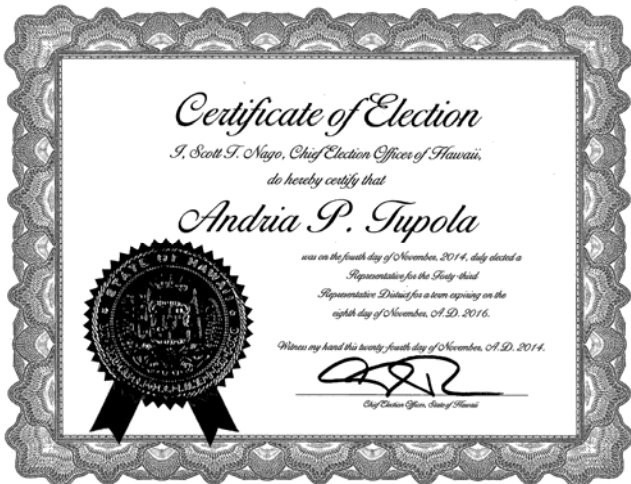 Certificate of Election
I, Scott T. Nago, Chief Election Officer of Hawaii,
do hereby certify that
Andria P. Tupola
was on the fourth day of November, 2014, duly elected a
Representative for the Forty-third
Representative District for a term expiring on the
eighth day of November, A.D. 2016.
Witness my hand this twenty-fourth day of November, A.D. 2014.
Chief Election Officer, State of Hawaii
STATE OF HAWAII